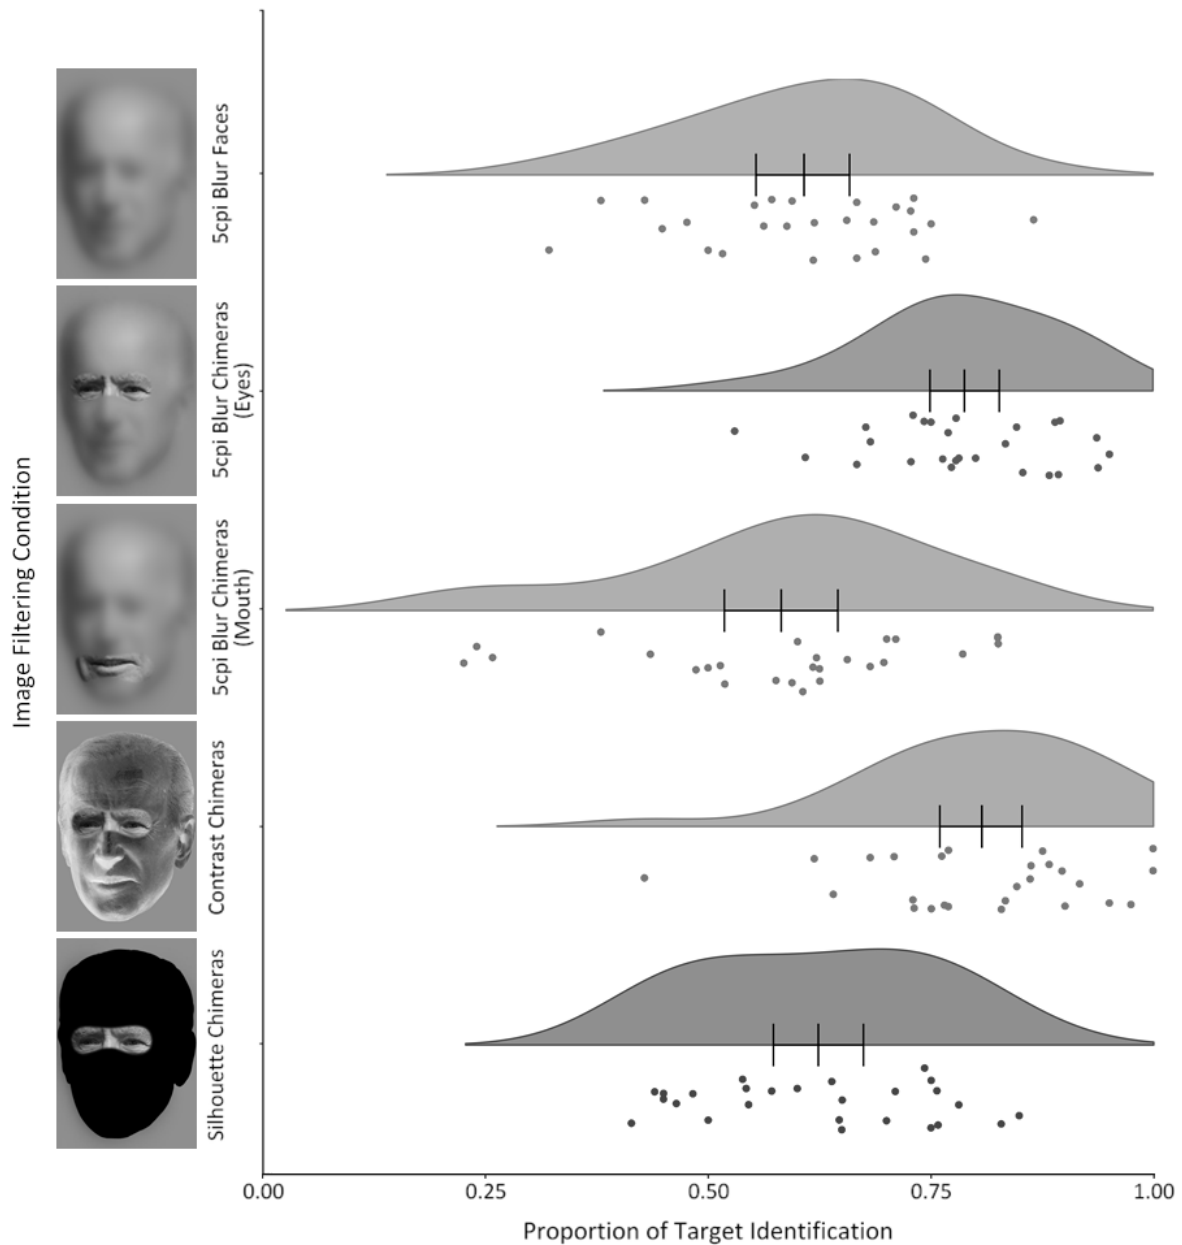 Image Filtering Condition
5cpi Blur Faces
5cpi Blur Chimeras
(Eyes)
5cpi Blur Chimeras
(Mouth)
Contrast Chimeras
Silhouette Chimeras
0.00 0.25 0.50 0.75 1.00
Proportion of Target Identification